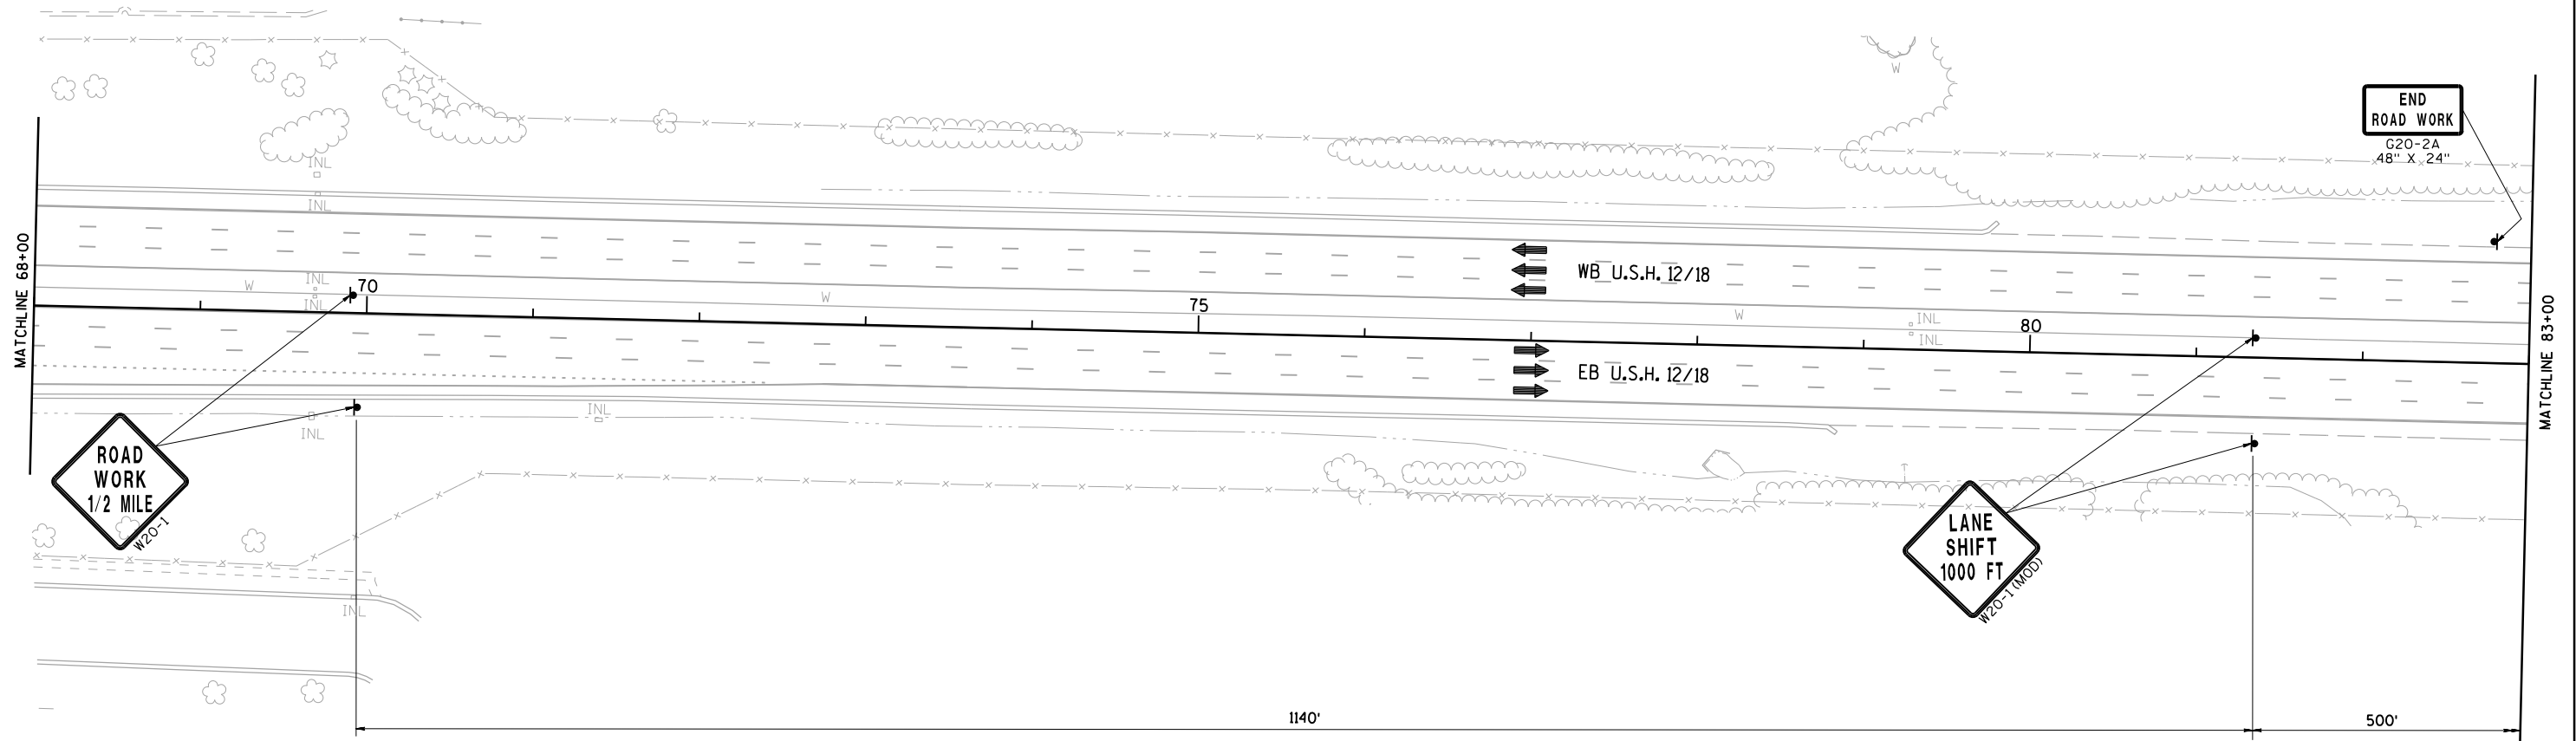 END
ROAD WORK
G20-2A
48" X 24"
W
INL
INL
MATCHLINE 68+00
WB U.S.H. 12/18
INL
INL
W
70
W
75
W
INL
INL
80
MATCHLINE 83+00
EB U.S.H. 12/18
INL
INL
ROAD
WORK
1/2 MILE
W20-1
LANE
SHIFT
1000 FT
W20-1 (MOD)
INL
1140'
500'